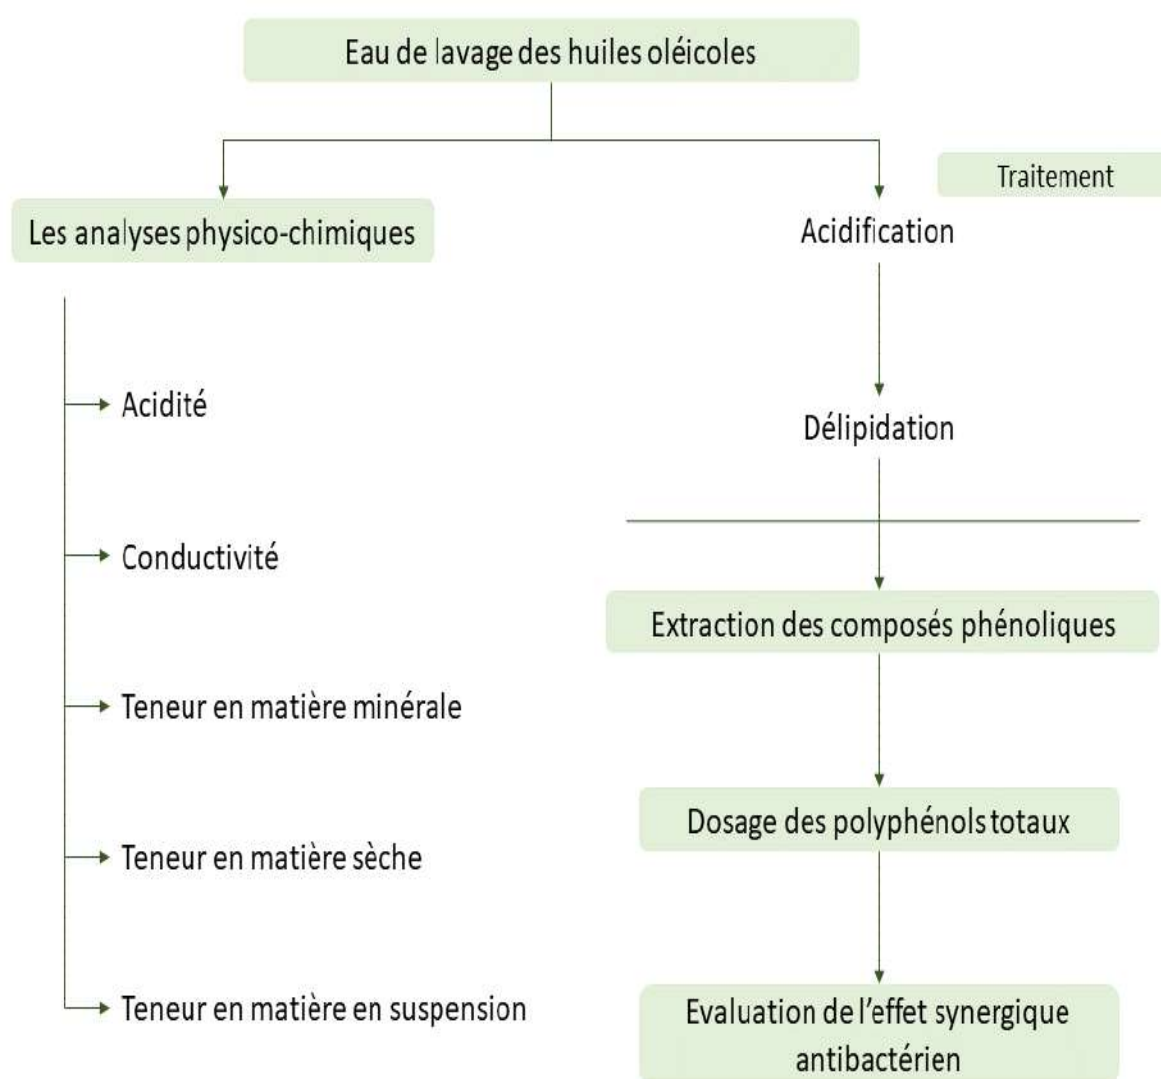 Eau de lavage des huiles oléicoles
Les analyses physico-chimiques
Acidité
Conductivité
Teneur en matière minérale
Teneur en matière sèche
Teneur en matière en suspension
Traitement
Acidification
Délipidation
Extraction des composés phénoliques
Dosage des polyphénols totaux
Evaluation de l'effet synergique
antibactérien